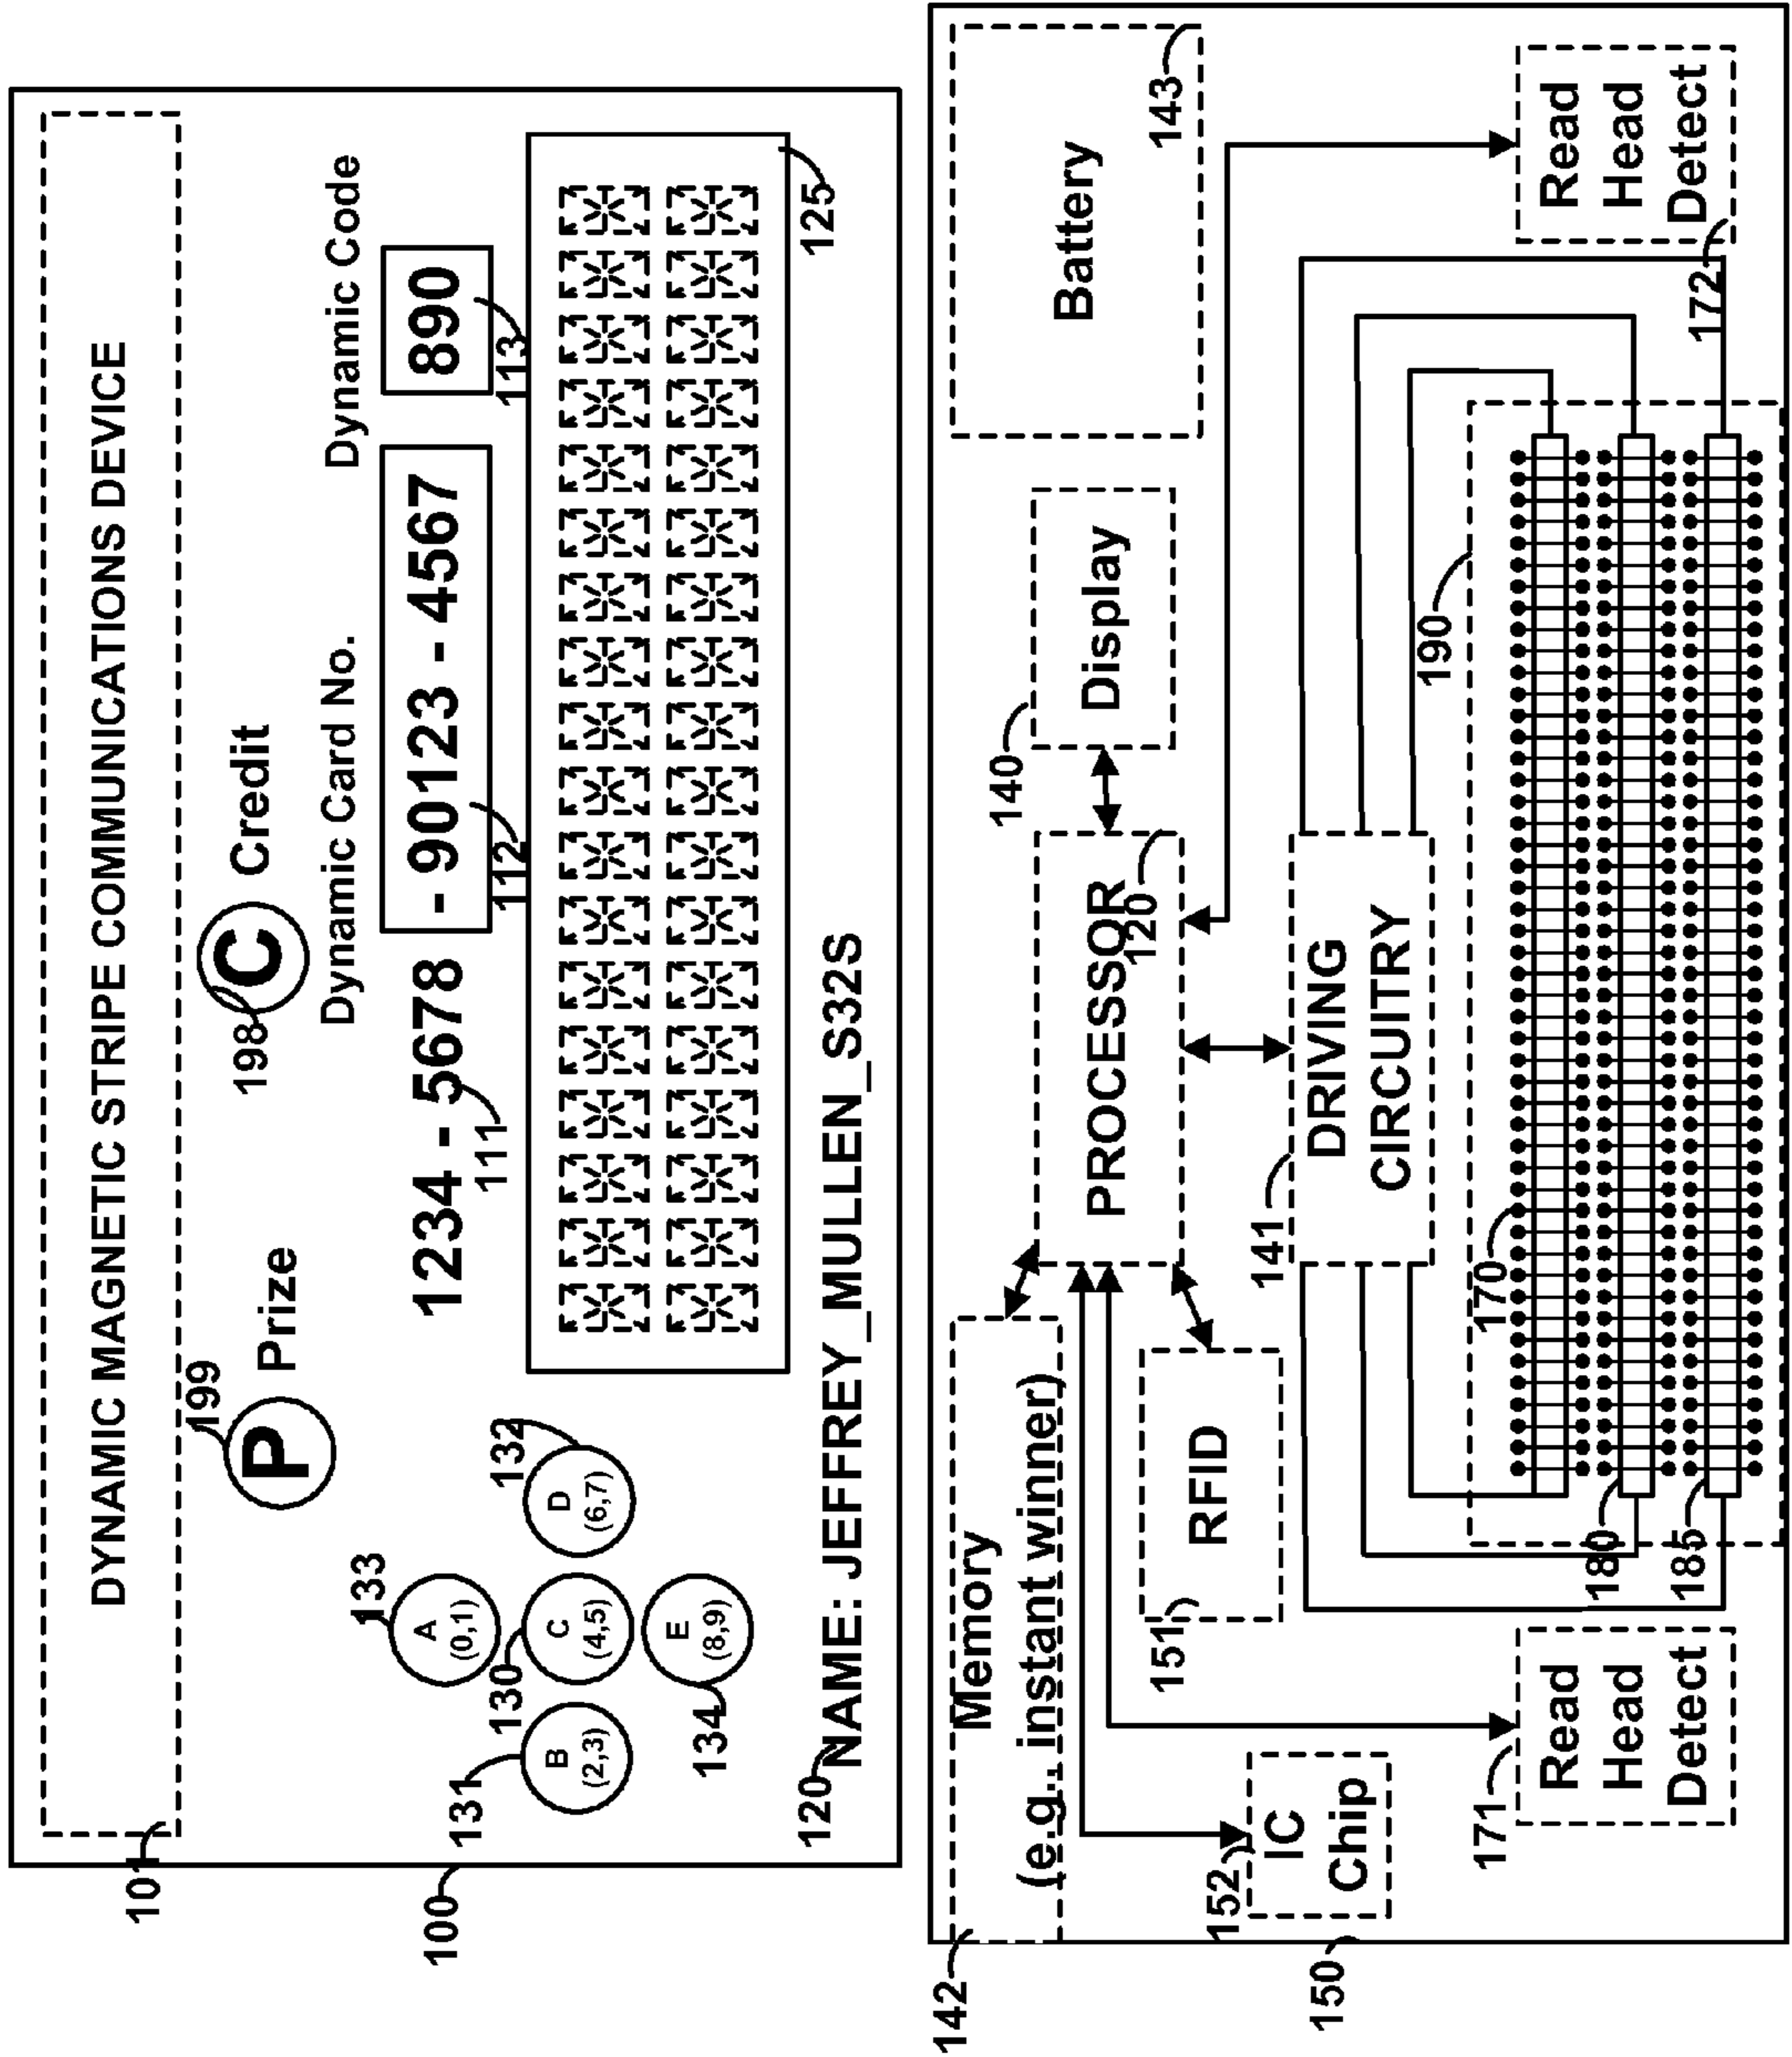 DYNAMIC MAGNETIC STRIPE COMMUNICATIONS DEVICE
101
199
P Prize
198
C Credit
100
133
A
(0,1)
Dynamic Card No.
Dynamic Code
1234 - 5678 - 90123 - 4567
890
111
112
113
131
B
(2,3)
130
C
(4,5)
132
D
(6,7)
134
E
(8,9)
125
120
NAME: JEFFREY_MULLEN_S32S
142
Memory
(e.g., instant winner)
140
Display
Battery
143
PROCESSOR
120
151
RFID
152
IC
Chip
150
141
DRIVING
CIRCUITRY
170
190
171
Read
Head
Detect
180
185
172
Read
Head
Detect